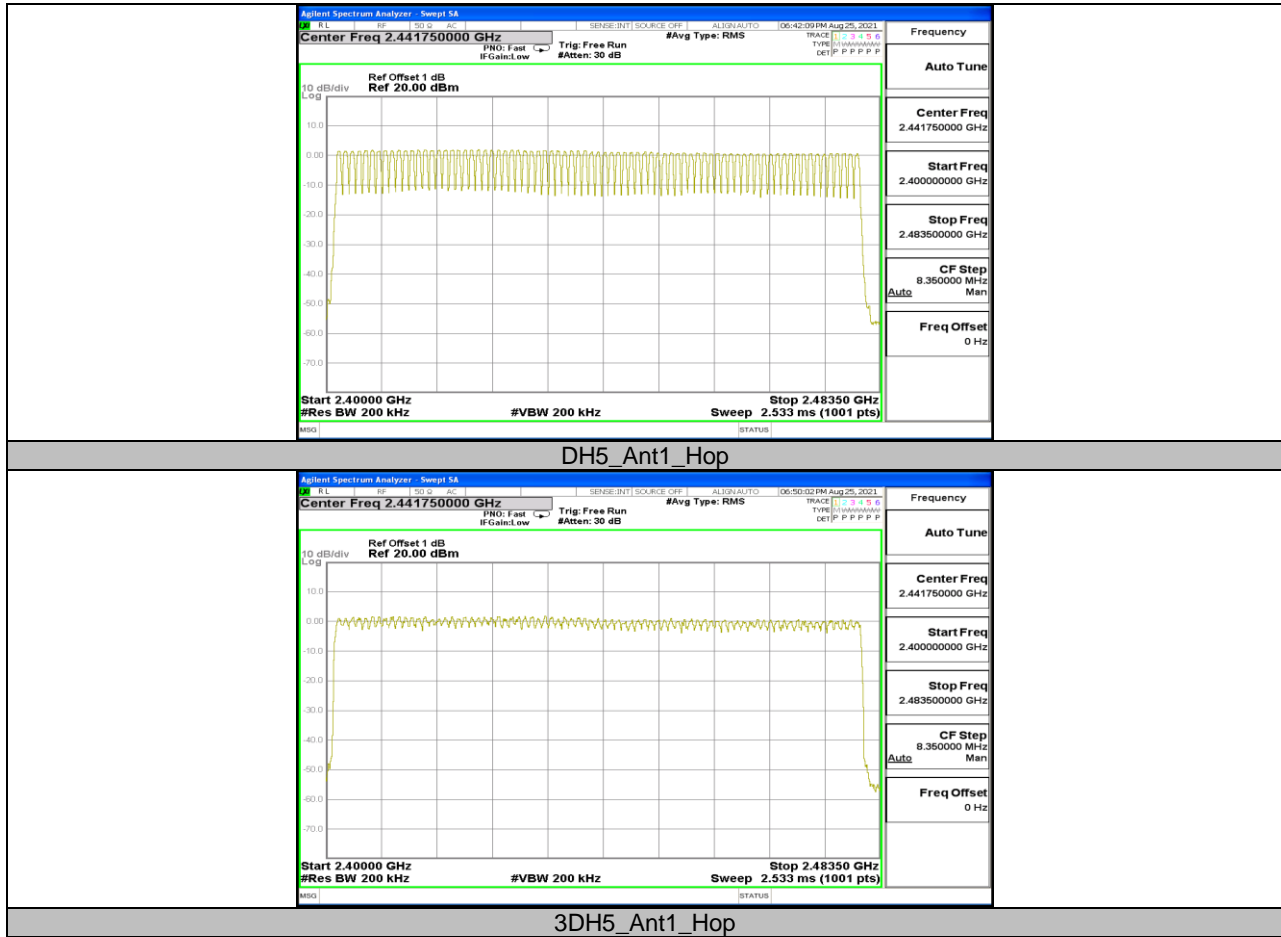 Agilent Spectrum Analyzer - Swept SA
RL RF 50 Ω AC SENSE:INT SOURCE OFF ALIGNAUTO 06:42:09 PM Aug 25, 2021
Center Freq 2.441750000 GHz #Avg Type: RMS TRACE 1 2 3 4 5 6
PNO: Fast Trig: Free Run TYPE M
IFGain:Low #Atten: 30 dB DET P P P P P P
Frequency
Auto Tune
Ref Offset 1 dB
10 dB/div Ref 20.00 dBm
Log
10.0
0.00
-10.0
-20.0
-30.0
-40.0
-50.0
-60.0
-70.0
Center Freq
2.441750000 GHz
Start Freq
2.400000000 GHz
Stop Freq
2.483500000 GHz
CF Step
8.350000 MHz
Auto Man
Freq Offset
0 Hz
Start 2.40000 GHz Stop 2.48350 GHz
#Res BW 200 kHz #VBW 200 kHz Sweep 2.533 ms (1001 pts)
MSG STATUS
DH5_Ant1_Hop
Agilent Spectrum Analyzer - Swept SA
RL RF 50 Ω AC SENSE:INT SOURCE OFF ALIGNAUTO 06:50:02 PM Aug 25, 2021
Center Freq 2.441750000 GHz #Avg Type: RMS TRACE 1 2 3 4 5 6
PNO: Fast Trig: Free Run TYPE M
IFGain:Low #Atten: 30 dB DET P P P P P P
Frequency
Auto Tune
Ref Offset 1 dB
10 dB/div Ref 20.00 dBm
Log
10.0
0.00
-10.0
-20.0
-30.0
-40.0
-50.0
-60.0
-70.0
Center Freq
2.441750000 GHz
Start Freq
2.400000000 GHz
Stop Freq
2.483500000 GHz
CF Step
8.350000 MHz
Auto Man
Freq Offset
0 Hz
Start 2.40000 GHz Stop 2.48350 GHz
#Res BW 200 kHz #VBW 200 kHz Sweep 2.533 ms (1001 pts)
MSG STATUS
3DH5_Ant1_Hop